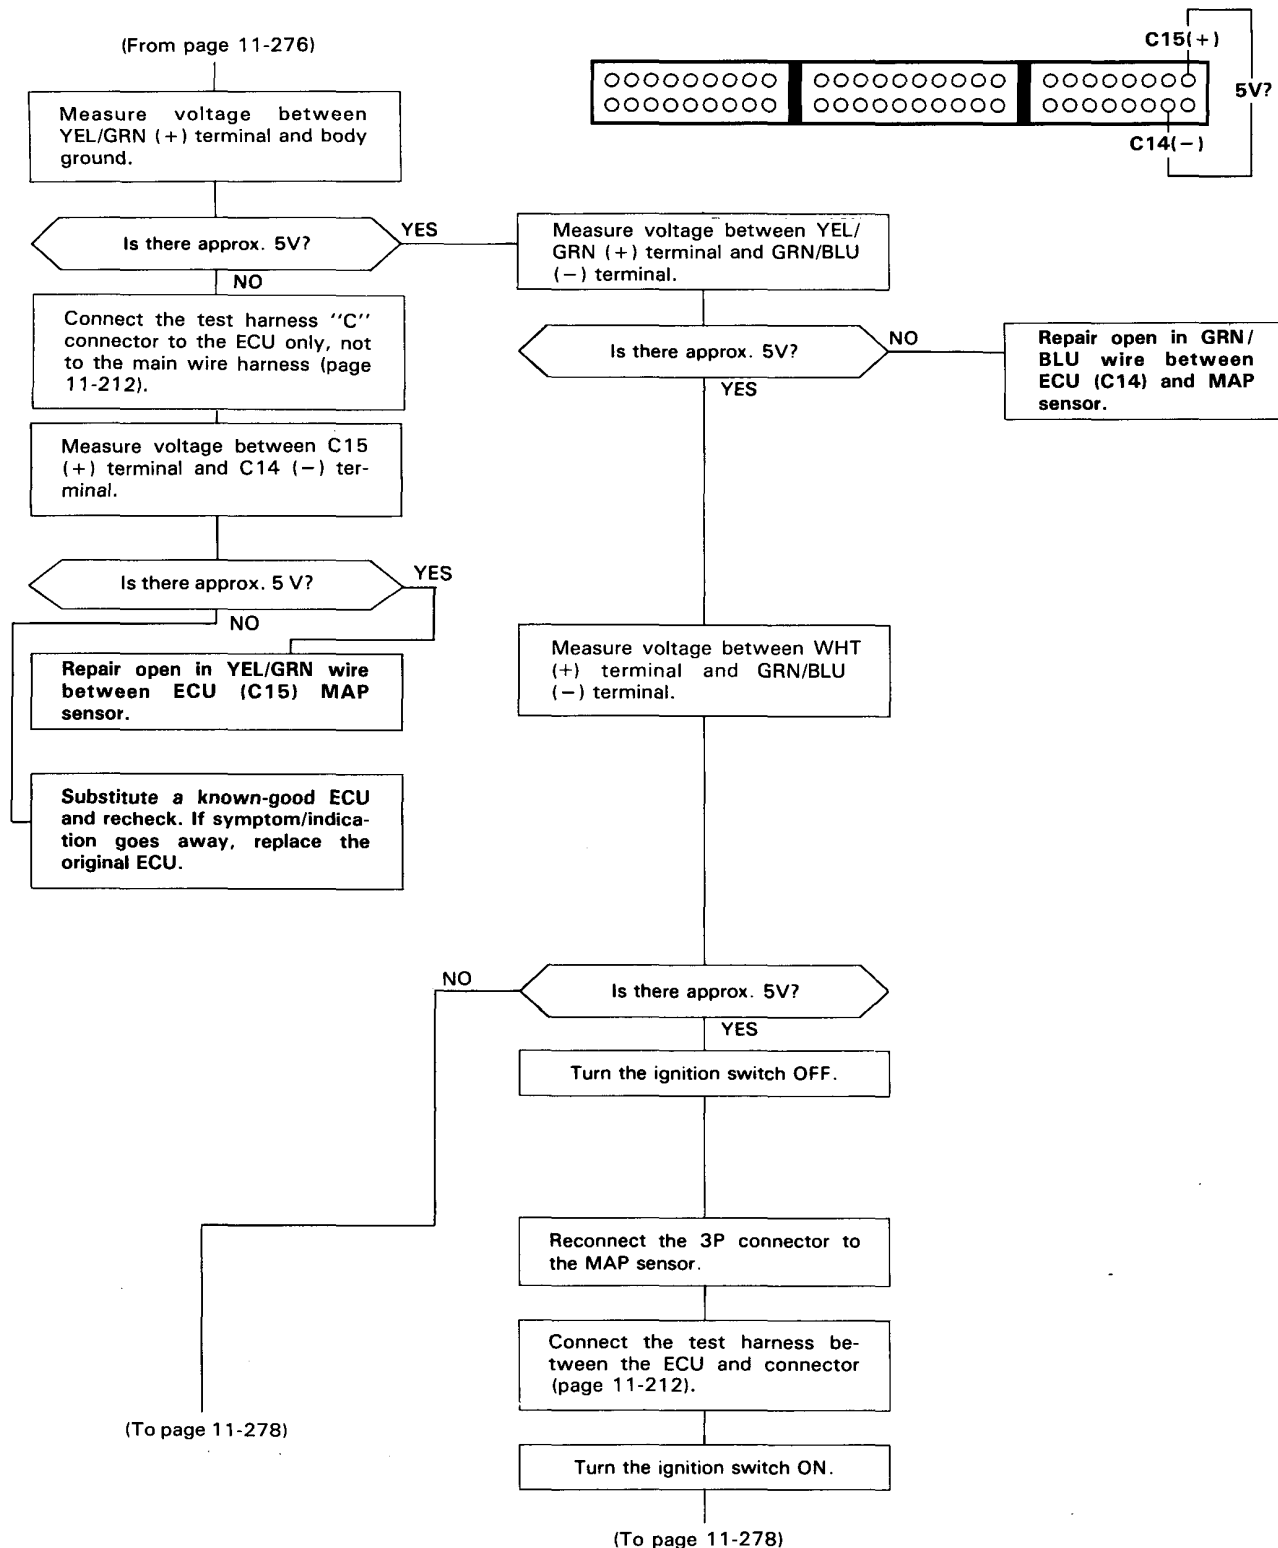 (From page 11-276)
C15(+)
5V?
C14(−)
Measure voltage between
YEL/GRN (+) terminal and body
ground.
Is there approx. 5V?
YES
NO
Connect the test harness ''C''
connector to the ECU only, not
to the main wire harness (page
11-212).
Measure voltage between C15
(+) terminal and C14 (−) ter-
minal.
Is there approx. 5 V?
YES
NO
Repair open in YEL/GRN wire
between ECU (C15) MAP
sensor.
Substitute a known-good ECU
and recheck. If symptom/indica-
tion goes away, replace the
original ECU.
Measure voltage between YEL/
GRN (+) terminal and GRN/BLU
(−) terminal.
Is there approx. 5V?
NO
YES
Repair open in GRN/
BLU wire between
ECU (C14) and MAP
sensor.
Measure voltage between WHT
(+) terminal and GRN/BLU
(−) terminal.
Is there approx. 5V?
NO
YES
Turn the ignition switch OFF.
Reconnect the 3P connector to
the MAP sensor.
Connect the test harness be-
tween the ECU and connector
(page 11-212).
Turn the ignition switch ON.
(To page 11-278)
(To page 11-278)